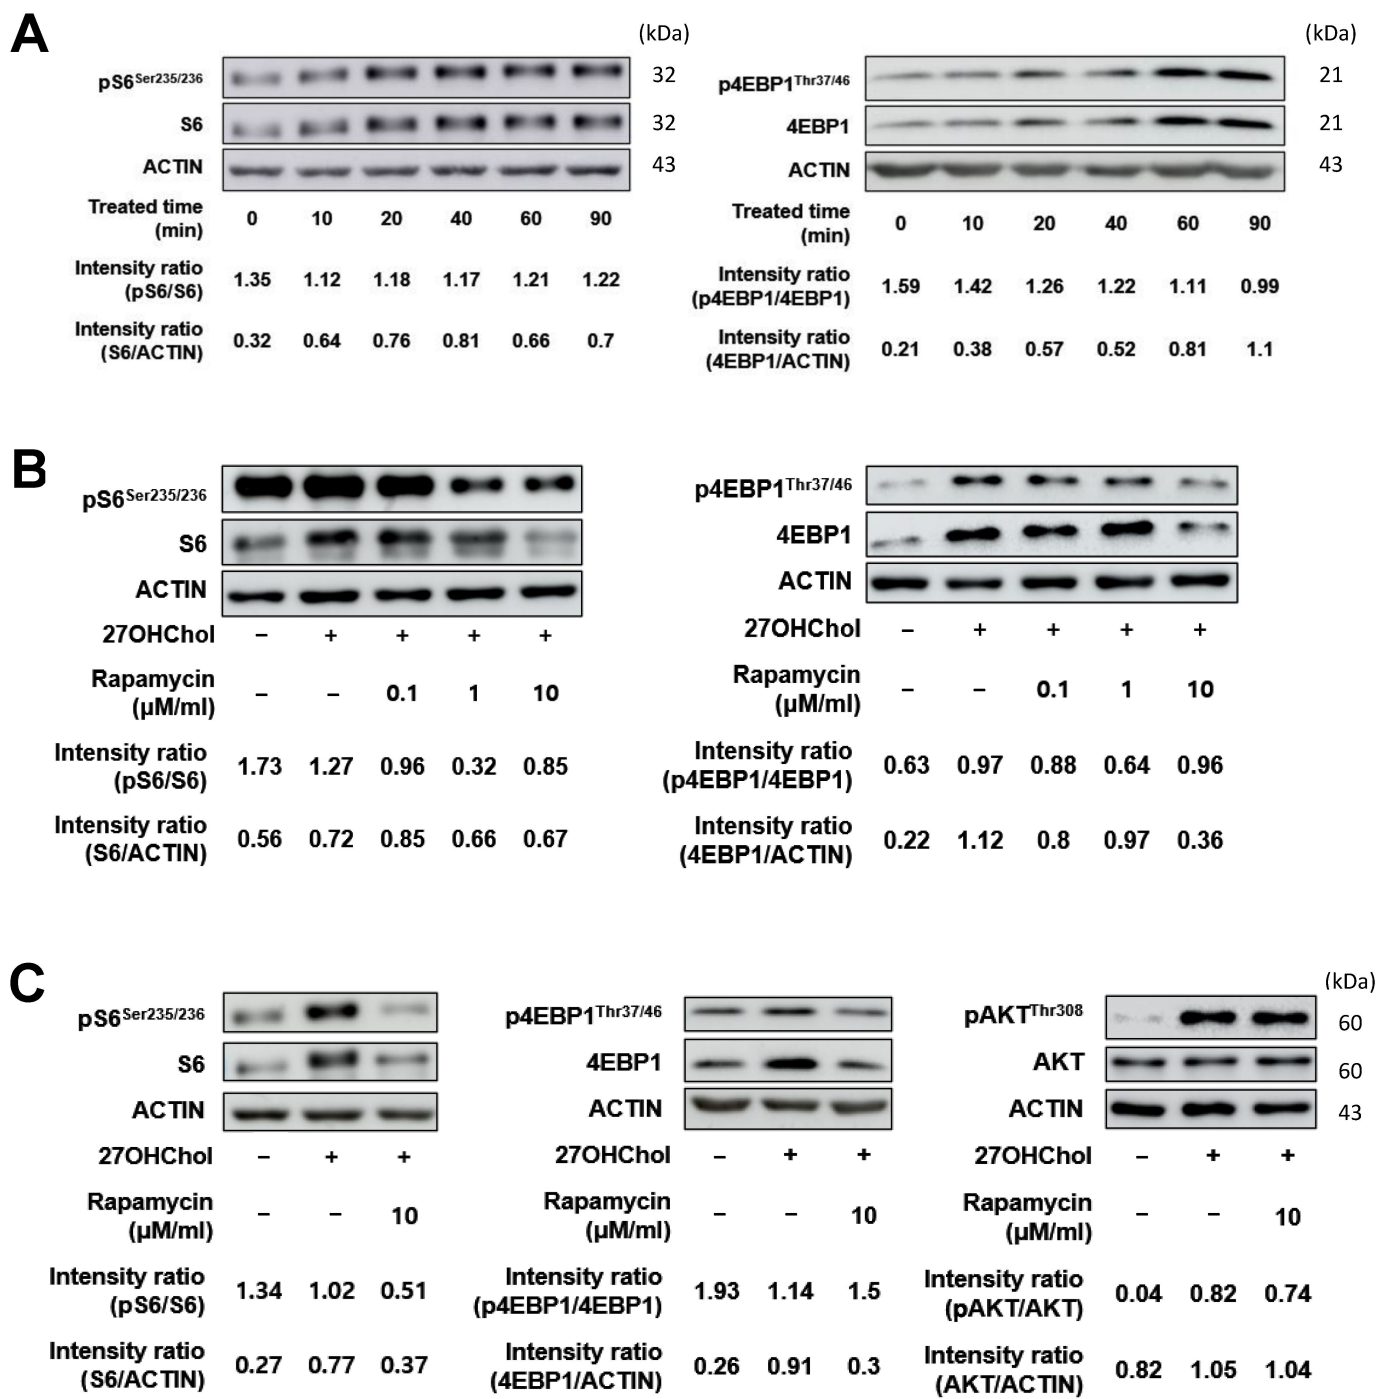 A
(kDa)
(kDa)
pS6Ser235/236
32
p4EBP1Thr37/46
21
S6
32
4EBP1
21
ACTIN
43
ACTIN
43
Treated time
(min)
0 10 20 40 60 90
Treated time
(min)
0 10 20 40 60 90
Intensity ratio
(pS6/S6)
1.35 1.12 1.18 1.17 1.21 1.22
Intensity ratio
(p4EBP1/4EBP1)
1.59 1.42 1.26 1.22 1.11 0.99
Intensity ratio
(S6/ACTIN)
0.32 0.64 0.76 0.81 0.66 0.7
Intensity ratio
(4EBP1/ACTIN)
0.21 0.38 0.57 0.52 0.81 1.1
B
pS6Ser235/236
S6
ACTIN
27OHChol – + + + +
Rapamycin
(µM/ml)
– – 0.1 1 10
Intensity ratio
(pS6/S6)
1.73 1.27 0.96 0.32 0.85
Intensity ratio
(S6/ACTIN)
0.56 0.72 0.85 0.66 0.67
p4EBP1Thr37/46
4EBP1
ACTIN
27OHChol – + + + +
Rapamycin
(µM/ml)
– – 0.1 1 10
Intensity ratio
(p4EBP1/4EBP1)
0.63 0.97 0.88 0.64 0.96
Intensity ratio
(4EBP1/ACTIN)
0.22 1.12 0.8 0.97 0.36
C
pS6Ser235/236
S6
ACTIN
27OHChol – + +
Rapamycin
(µM/ml)
– – 10
Intensity ratio
(pS6/S6)
1.34 1.02 0.51
Intensity ratio
(S6/ACTIN)
0.27 0.77 0.37
p4EBP1Thr37/46
4EBP1
ACTIN
27OHChol – + +
Rapamycin
(µM/ml)
– – 10
Intensity ratio
(p4EBP1/4EBP1)
1.93 1.14 1.5
Intensity ratio
(4EBP1/ACTIN)
0.26 0.91 0.3
(kDa)
pAKTThr308
60
AKT
60
ACTIN
43
27OHChol – + +
Rapamycin
(µM/ml)
– – 10
Intensity ratio
(pAKT/AKT)
0.04 0.82 0.74
Intensity ratio
(AKT/ACTIN)
0.82 1.05 1.04